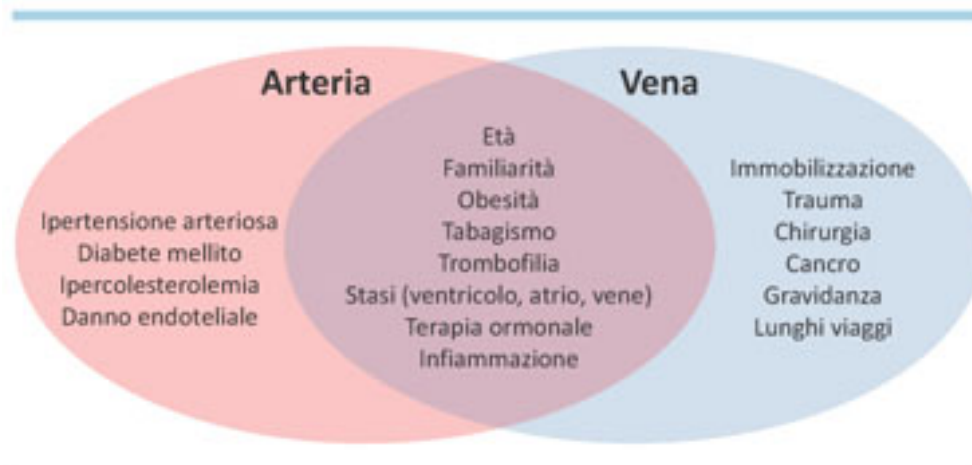 Arteria
Vena
Ipertensione arteriosa
Diabete mellito
Ipercolesterolemia
Danno endoteliale
Età
Familiarità
Obesità
Tabagismo
Trombofilia
Stasi (ventricolo, atrio, vene)
Terapia ormonale
Infiammazione
Immobilizzazione
Trauma
Chirurgia
Cancro
Gravidanza
Lunghi viaggi